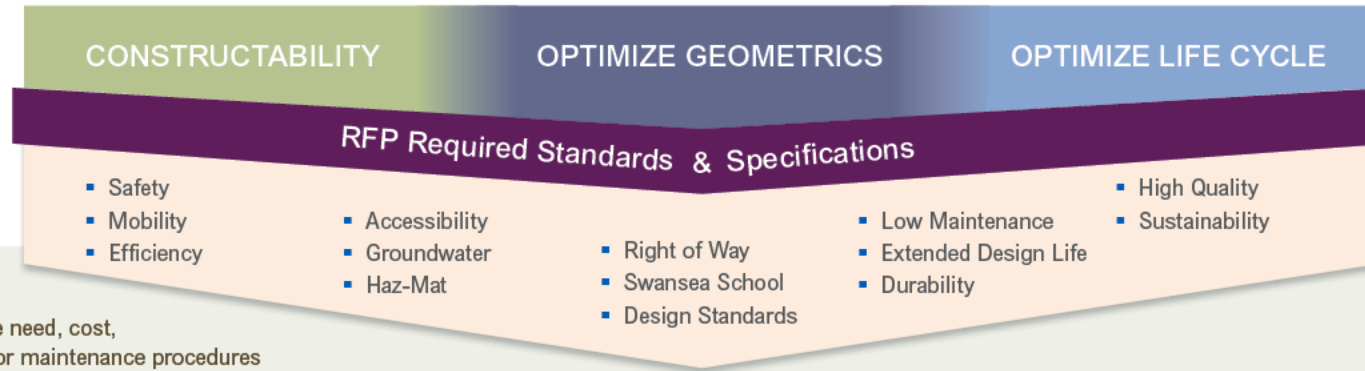 CONSTRUCTABILITY
OPTIMIZE GEOMETRICS
OPTIMIZE LIFE CYCLE
RFP Required Standards & Specifications
▪ Safety
▪ Mobility
▪ Efficiency
▪ Accessibility
▪ Groundwater
▪ Haz-Mat
▪ Right of Way
▪ Swansea School
▪ Design Standards
▪ Low Maintenance
▪ Extended Design Life
▪ Durability
▪ High Quality
▪ Sustainability
need, cost,
or maintenance procedures